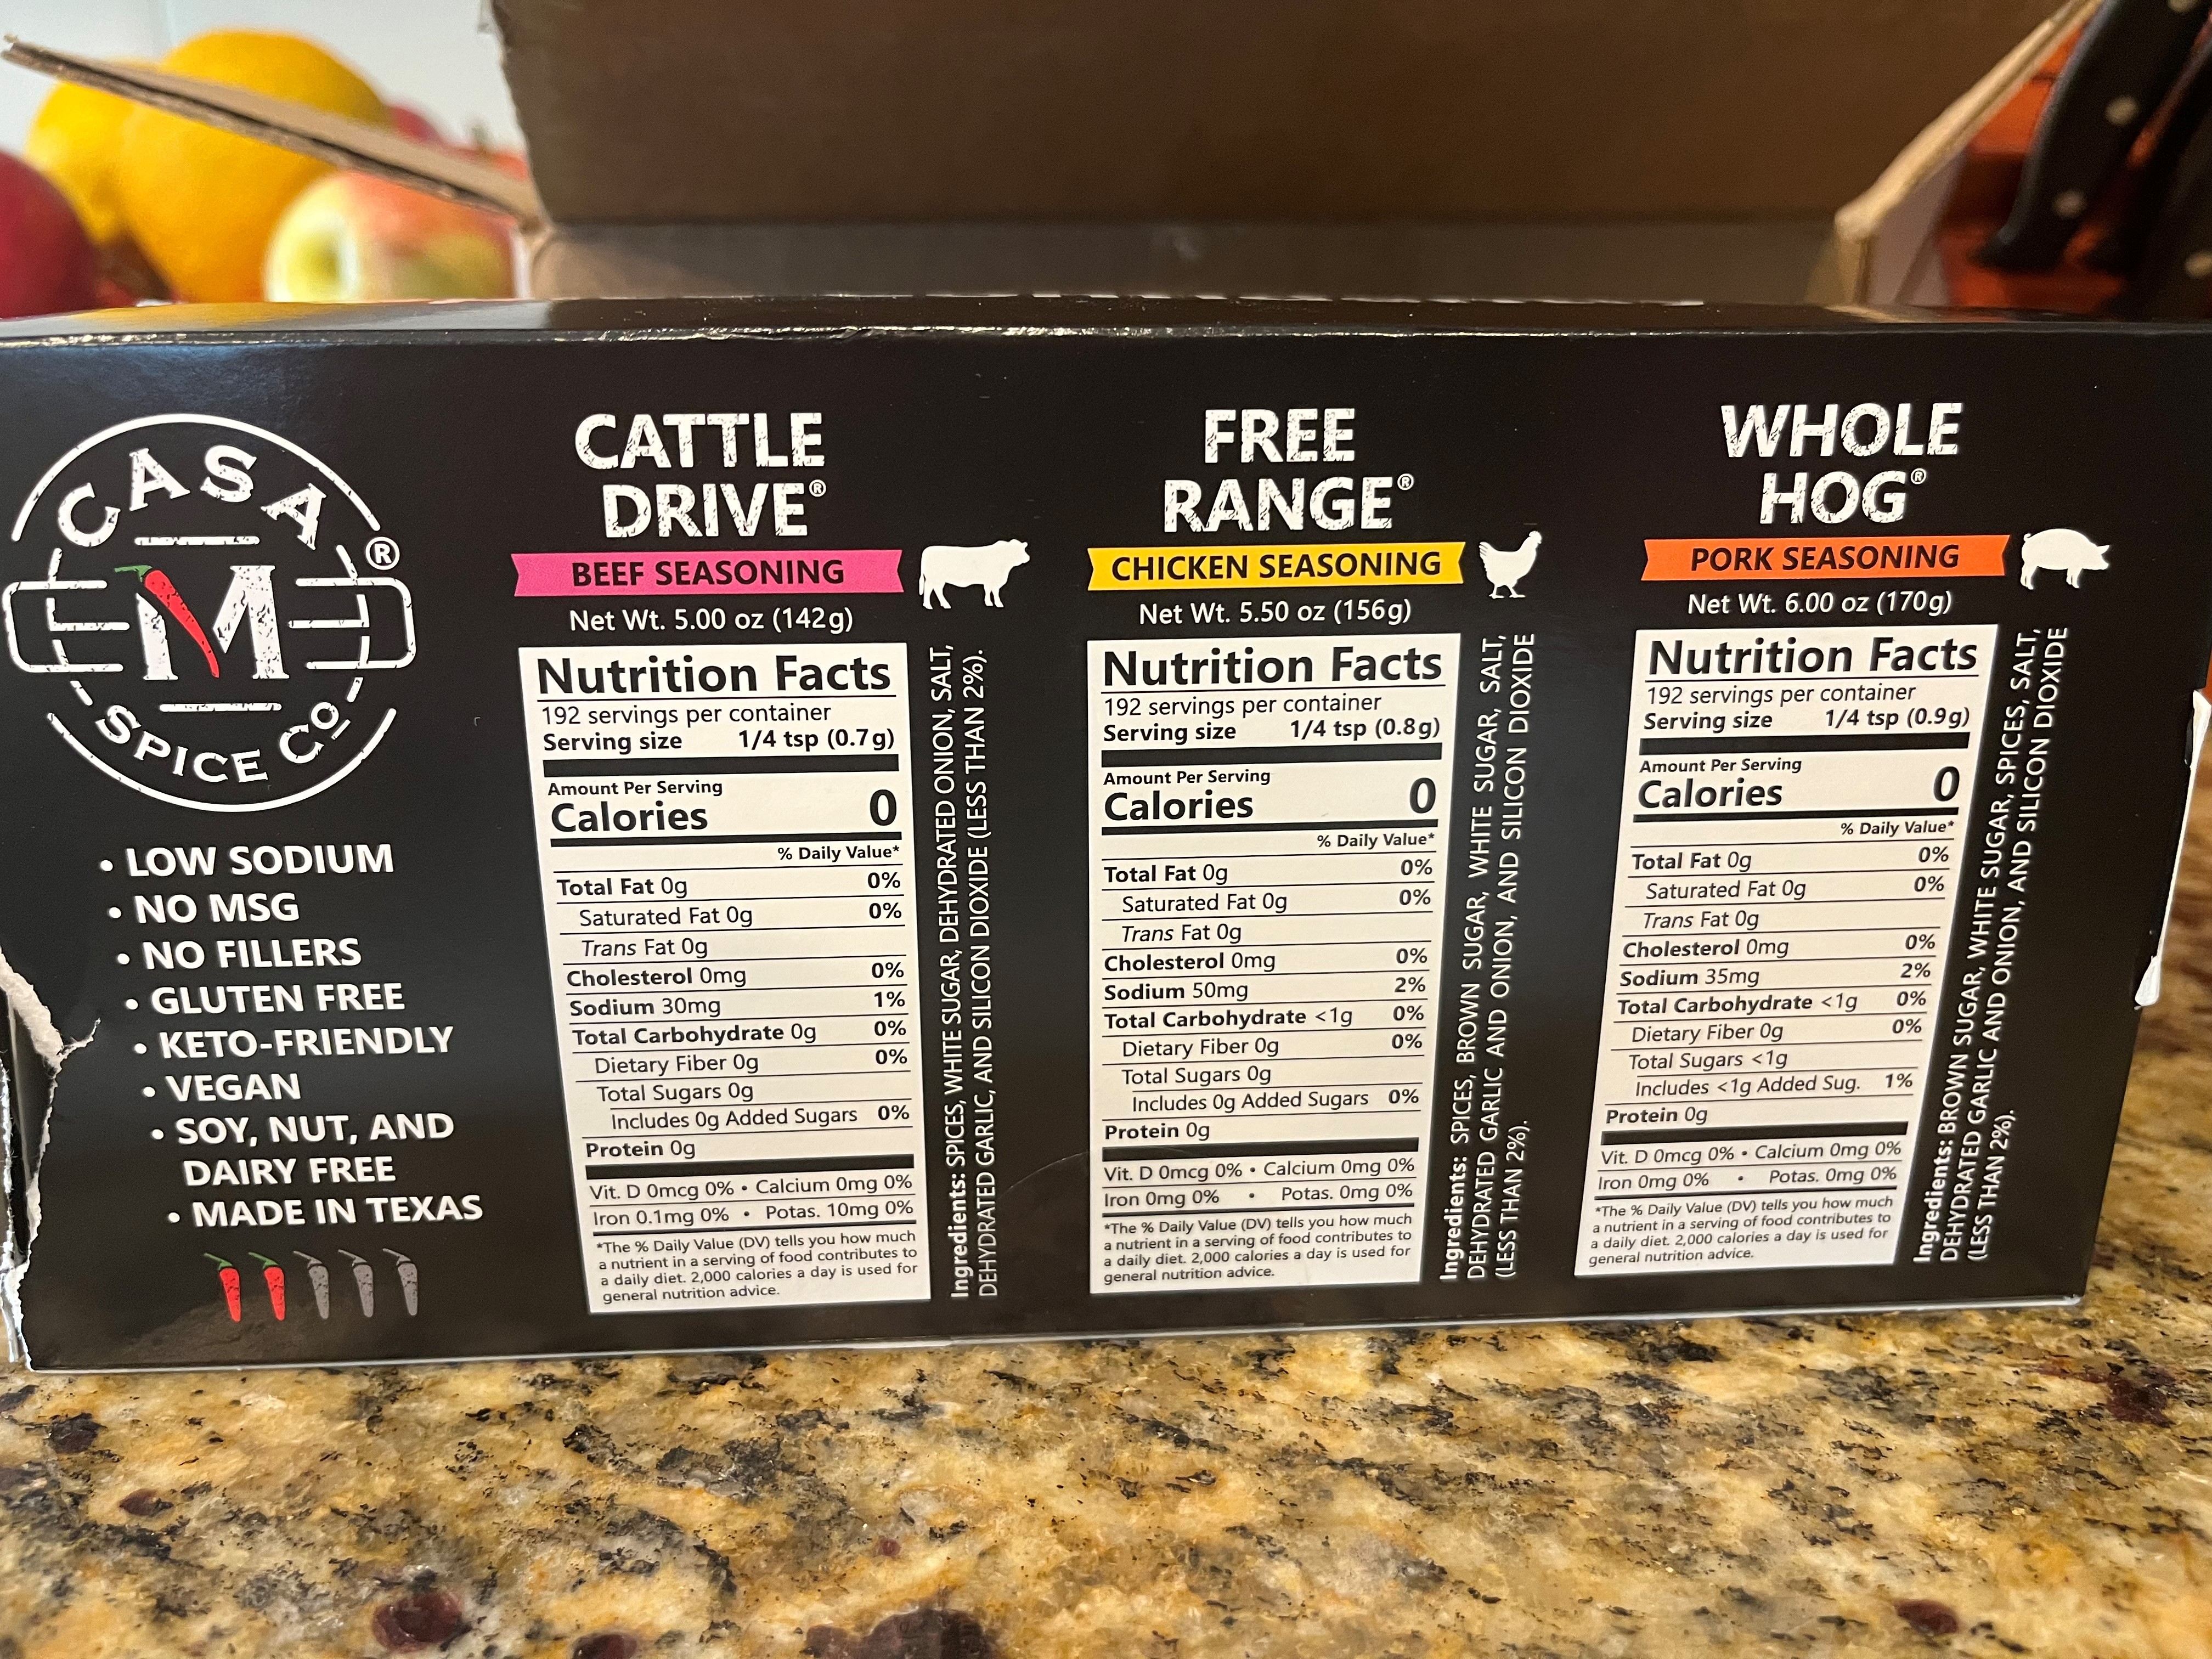 CASA
M®
SPICE Co
• LOW SODIUM
• NO MSG
• NO FILLERS
• GLUTEN FREE
• KETO-FRIENDLY
• VEGAN
• SOY, NUT, AND
DAIRY FREE
• MADE IN TEXAS
CATTLE
DRIVE®
BEEF SEASONING
Net Wt. 5.00 oz (142g)
Nutrition Facts
192 servings per container
Serving size 1/4 tsp (0.7g)
Amount Per Serving
Calories 0
% Daily Value*
Total Fat 0g 0%
Saturated Fat 0g 0%
Trans Fat 0g
Cholesterol 0mg 0%
Sodium 30mg 1%
Total Carbohydrate 0g 0%
Dietary Fiber 0g 0%
Total Sugars 0g
Includes 0g Added Sugars 0%
Protein 0g
Vit. D 0mcg 0% • Calcium 0mg 0%
Iron 0.1mg 0% • Potas. 10mg 0%
*The % Daily Value (DV) tells you how much
a nutrient in a serving of food contributes to
a daily diet. 2,000 calories a day is used for
general nutrition advice.
Ingredients: SPICES, WHITE SUGAR, DEHYDRATED ONION, SALT,
DEHYDRATED GARLIC, AND SILICON DIOXIDE (LESS THAN 2%).
FREE
RANGE®
CHICKEN SEASONING
Net Wt. 5.50 oz (156g)
Nutrition Facts
192 servings per container
Serving size 1/4 tsp (0.8g)
Amount Per Serving
Calories 0
% Daily Value*
Total Fat 0g 0%
Saturated Fat 0g 0%
Trans Fat 0g
Cholesterol 0mg 0%
Sodium 50mg 2%
Total Carbohydrate <1g 0%
Dietary Fiber 0g 0%
Total Sugars 0g
Includes 0g Added Sugars 0%
Protein 0g
Vit. D 0mcg 0% • Calcium 0mg 0%
Iron 0mg 0% • Potas. 0mg 0%
*The % Daily Value (DV) tells you how much
a nutrient in a serving of food contributes to
a daily diet. 2,000 calories a day is used for
general nutrition advice.
Ingredients: SPICES, BROWN SUGAR, WHITE SUGAR, SALT,
DEHYDRATED GARLIC AND ONION, AND SILICON DIOXIDE
(LESS THAN 2%).
WHOLE
HOG®
PORK SEASONING
Net Wt. 6.00 oz (170g)
Nutrition Facts
192 servings per container
Serving size 1/4 tsp (0.9g)
Amount Per Serving
Calories 0
% Daily Value*
Total Fat 0g 0%
Saturated Fat 0g 0%
Trans Fat 0g
Cholesterol 0mg 0%
Sodium 35mg 2%
Total Carbohydrate <1g 0%
Dietary Fiber 0g 0%
Total Sugars <1g
Includes <1g Added Sug. 1%
Protein 0g
Vit. D 0mcg 0% • Calcium 0mg 0%
Iron 0mg 0% • Potas. 0mg 0%
*The % Daily Value (DV) tells you how much
a nutrient in a serving of food contributes to
a daily diet. 2,000 calories a day is used for
general nutrition advice.
Ingredients: BROWN SUGAR, WHITE SUGAR, SPICES, SALT,
DEHYDRATED GARLIC AND ONION, AND SILICON DIOXIDE
(LESS THAN 2%).